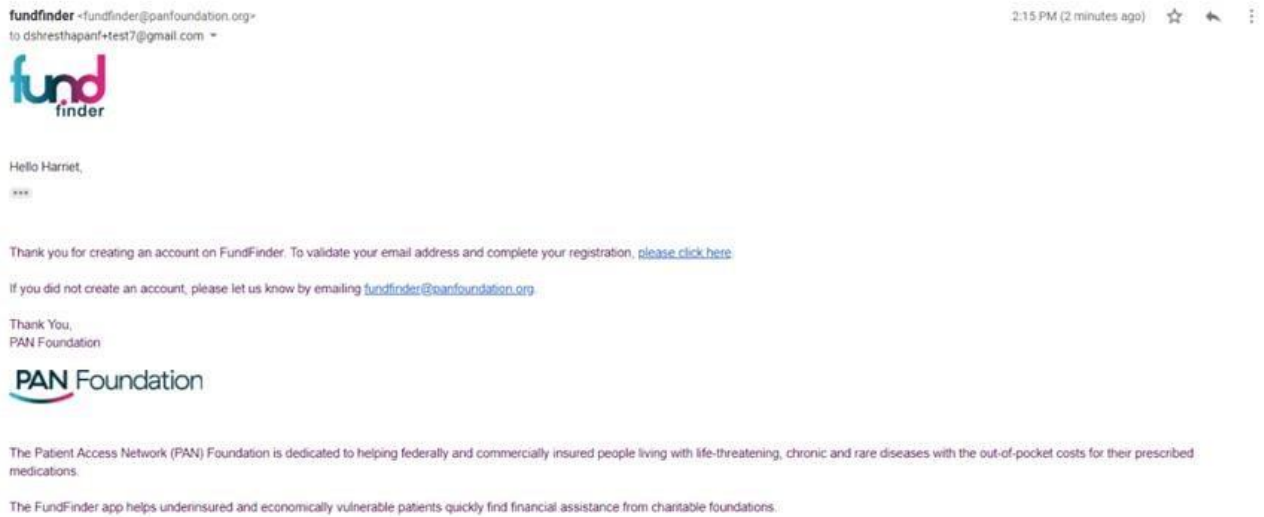 fundfinder <fundfinder@panfoundation.org>
2:15 PM (2 minutes ago)
to dshresthapanf+test7@gmail.com
fund
finder
Hello Harriet,
Thank you for creating an account on FundFinder. To validate your email address and complete your registration, please click here
If you did not create an account, please let us know by emailing fundfinder@panfoundation.org.
Thank You,
PAN Foundation
PAN Foundation
The Patient Access Network (PAN) Foundation is dedicated to helping federally and commercially insured people living with life-threatening, chronic and rare diseases with the out-of-pocket costs for their prescribed
medications.
The FundFinder app helps underinsured and economically vulnerable patients quickly find financial assistance from charitable foundations.